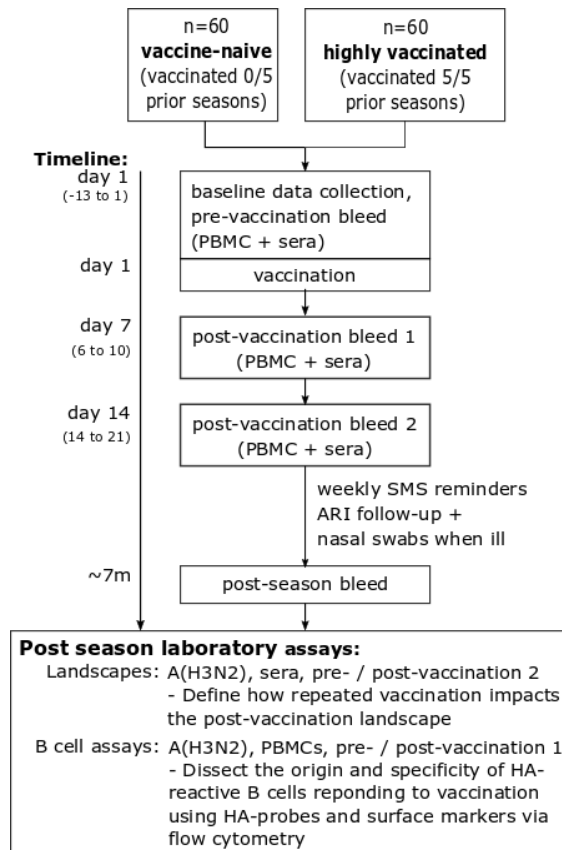 n=60
vaccine-naive
(vaccinated 0/5
prior seasons)
n=60
highly vaccinated
(vaccinated 5/5
prior seasons)
Timeline:
day 1
(-13 to 1)
baseline data collection,
pre-vaccination bleed
(PBMC + sera)
day 1
vaccination
day 7
(6 to 10)
post-vaccination bleed 1
(PBMC + sera)
day 14
(14 to 21)
post-vaccination bleed 2
(PBMC + sera)
weekly SMS reminders
ARI follow-up +
nasal swabs when ill
~7m
post-season bleed
Post season laboratory assays:
Landscapes: A(H3N2), sera, pre- / post-vaccination 2
- Define how repeated vaccination impacts
the post-vaccination landscape
B cell assays: A(H3N2), PBMCs, pre- / post-vaccination 1
- Dissect the origin and specificity of HA-
reactive B cells reponding to vaccination
using HA-probes and surface markers via
flow cytometry